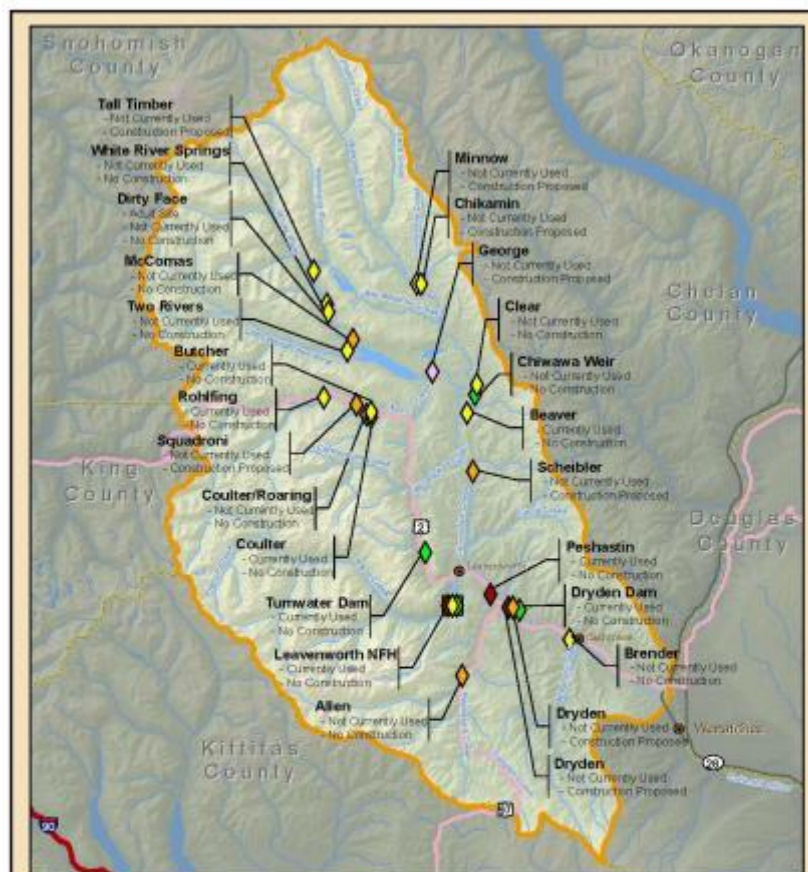 Snohomish
County
Okanogan
County
Tall Timber
- Not Currently Used
- Construction Proposed
White River Springs
- Not Currently Used
- No Construction
Dirty Face
- Adult Site
- Not Currently Used
- No Construction
McComas
- Not Currently Used
- No Construction
Two Rivers
- Not Currently Used
- No Construction
Butcher
- Currently Used
- No Construction
Rohlfing
- Currently Used
- No Construction
Squadroni
- Not Currently Used
- Construction Proposed
Coulter/Roaring
- Not Currently Used
- No Construction
Coulter
- Currently Used
- No Construction
Tumwater Dam
- Currently Used
- No Construction
Leavenworth NFH
- Currently Used
- No Construction
Allen
- Not Currently Used
- No Construction
Minnow
- Not Currently Used
- Construction Proposed
Chikamin
- Not Currently Used
- Construction Proposed
George
- Not Currently Used
- Construction Proposed
Clear
- Not Currently Used
- No Construction
Chiwawa Weir
- Not Currently Used
- No Construction
Beaver
- Currently Used
- No Construction
Scheibler
- Not Currently Used
- Construction Proposed
Peshastin
- Currently Used
- No Construction
Dryden Dam
- Currently Used
- No Construction
Brender
- Not Currently Used
- No Construction
Dryden
- Not Currently Used
- Construction Proposed
Dryden
- Not Currently Used
- Construction Proposed
Chelan
County
King
County
Douglas
County
Kittitas
County
2
Leavenworth
Cashmere
Wenatchee
28
97
90